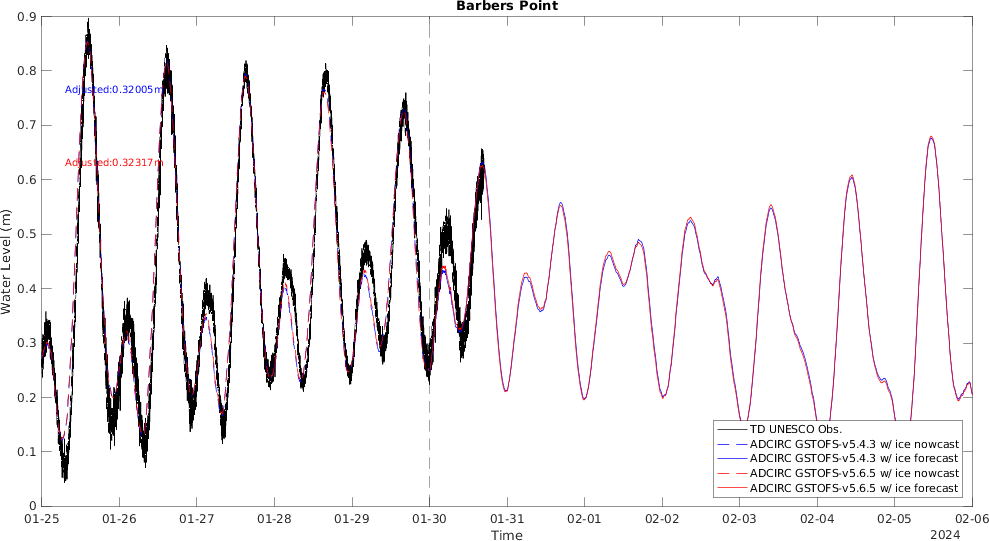 Barbers Point
0.9
0.8
0.7
0.6
0.5
0.4
0.3
0.2
0.1
0
Water Level (m)
Adjusted:0.32005m
Adjusted:0.32317m
TD UNESCO Obs.
ADCIRC GSTOFS-v5.4.3 w/ ice nowcast
ADCIRC GSTOFS-v5.4.3 w/ ice forecast
ADCIRC GSTOFS-v5.6.5 w/ ice nowcast
ADCIRC GSTOFS-v5.6.5 w/ ice forecast
01-25 01-26 01-27 01-28 01-29 01-30 01-31 02-01 02-02 02-03 02-04 02-05 02-06
Time
2024